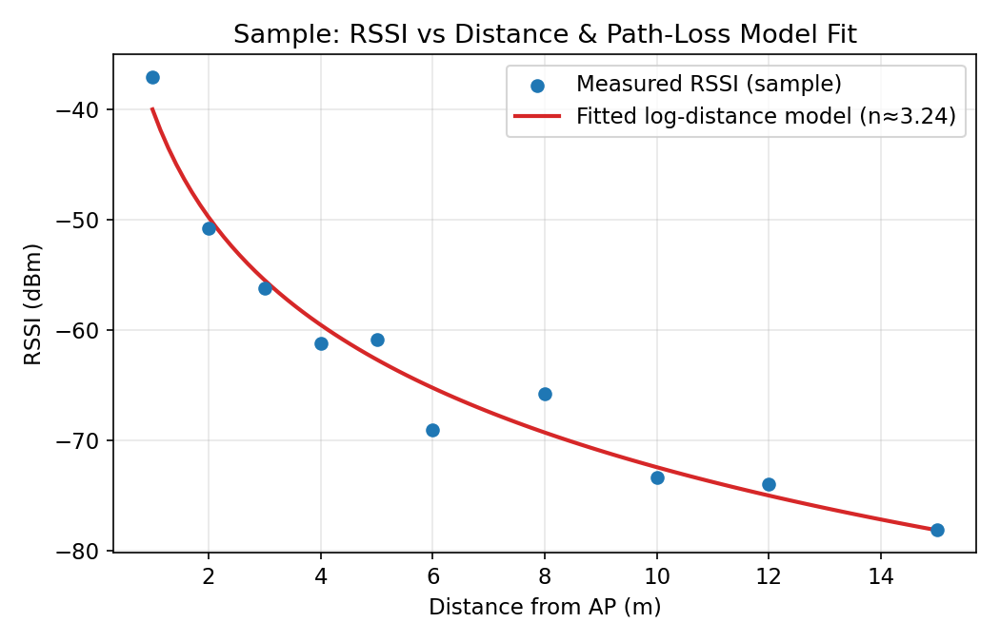 Sample: RSSI vs Distance & Path-Loss Model Fit
Measured RSSI (sample)
Fitted log-distance model (n≈3.24)
RSSI (dBm)
−40
−50
−60
−70
−80
2 4 6 8 10 12 14
Distance from AP (m)